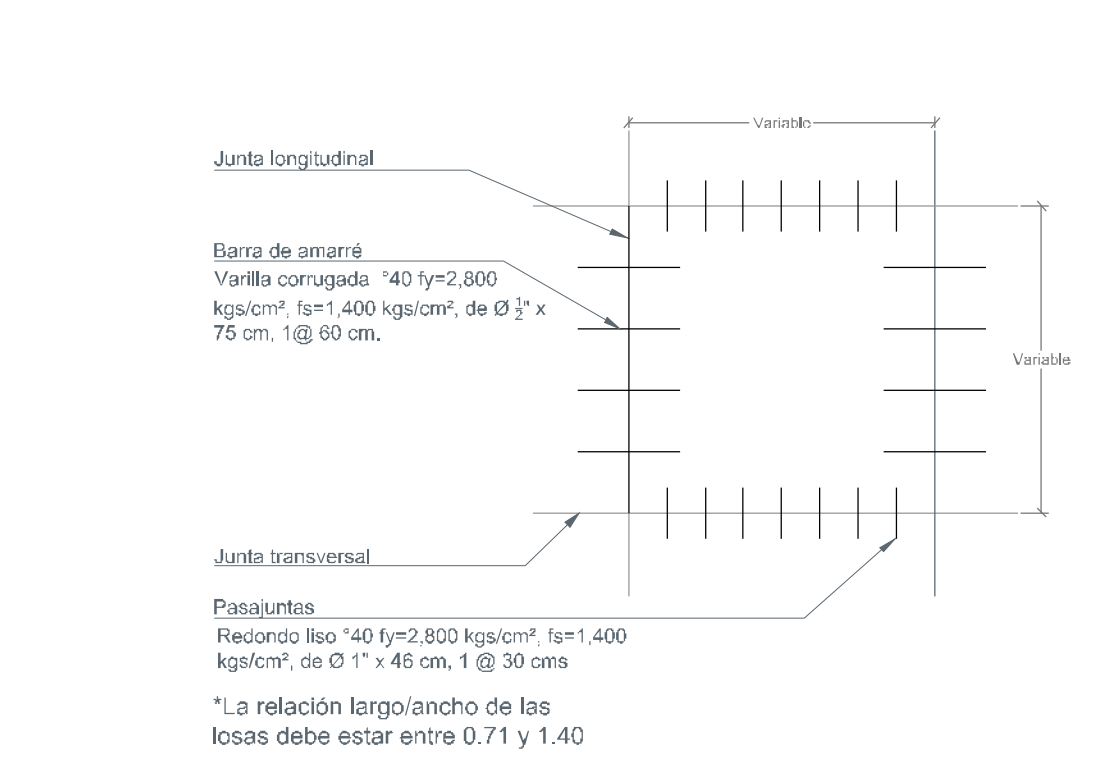 Variable
Junta longitudinal
Barra de amarré
Varilla corrugada °40 fy=2,800
kgs/cm², fs=1,400 kgs/cm², de Ø ½" x
75 cm, 1@ 60 cm.
Variable
Junta transversal
Pasajuntas
Redondo liso °40 fy=2,800 kgs/cm², fs=1,400
kgs/cm², de Ø 1" x 46 cm, 1 @ 30 cms
*La relación largo/ancho de las
losas debe estar entre 0.71 y 1.40